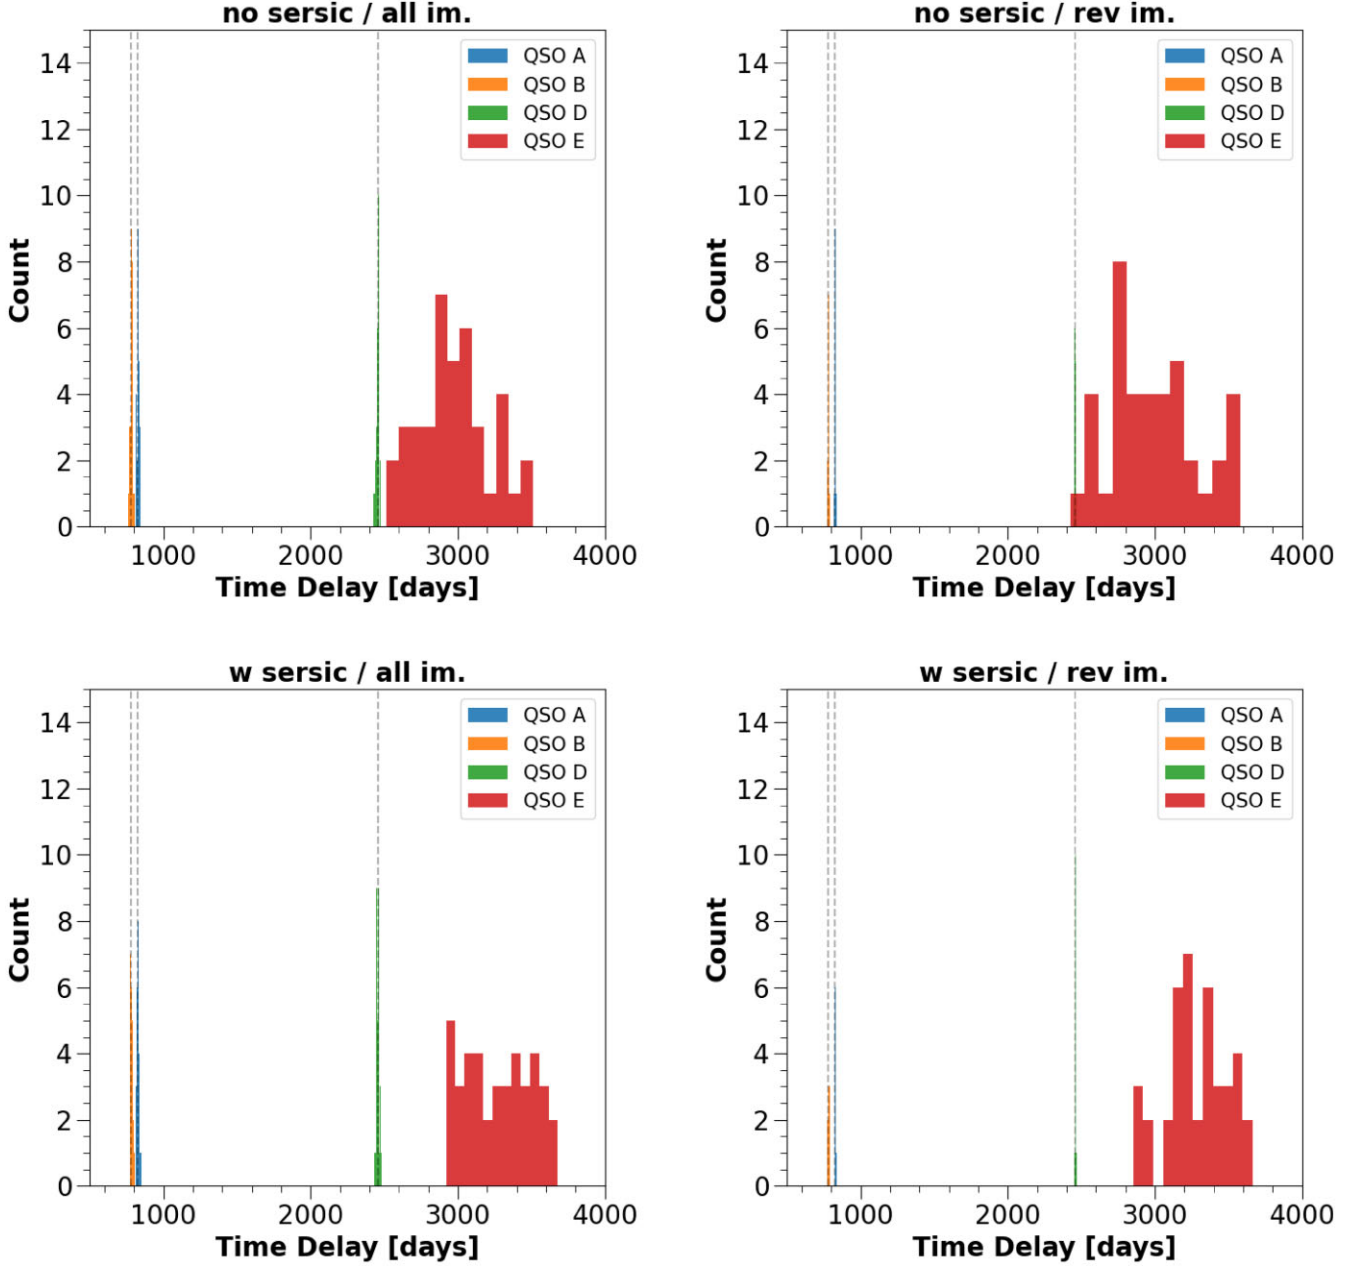 no sersic / all im.
14
12
10
8
6
4
2
0
Count
QSO A
QSO B
QSO D
QSO E
1000 2000 3000 4000
Time Delay [days]
no sersic / rev im.
14
12
10
8
6
4
2
0
Count
QSO A
QSO B
QSO D
QSO E
1000 2000 3000 4000
Time Delay [days]
w sersic / all im.
14
12
10
8
6
4
2
0
Count
QSO A
QSO B
QSO D
QSO E
1000 2000 3000 4000
Time Delay [days]
w sersic / rev im.
14
12
10
8
6
4
2
0
Count
QSO A
QSO B
QSO D
QSO E
1000 2000 3000 4000
Time Delay [days]